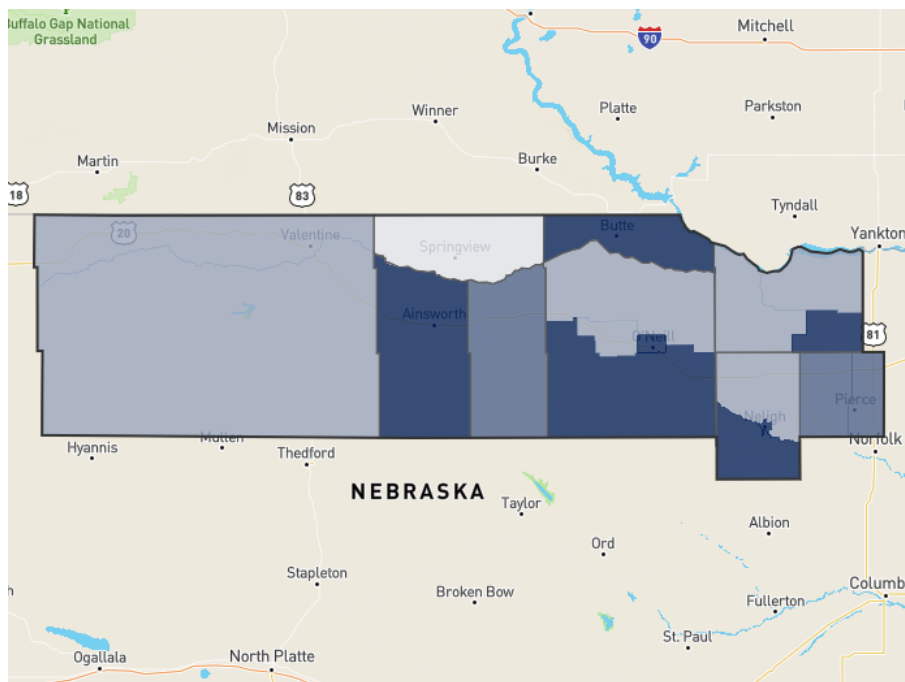 Buffalo Gap National
Grassland
90
Mitchell
Platte
Parkston
Winner
Mission
Burke
Martin
18
83
Tyndall
20
Valentine
Butte
Springview
Yankton
Ainsworth
O'Neill
81
Neligh
Pierce
Hyannis
Mullen
Thedford
Norfolk
NEBRASKA
Taylor
Albion
Ord
Stapleton
Broken Bow
Columb
Fullerton
St. Paul
Ogallala
North Platte